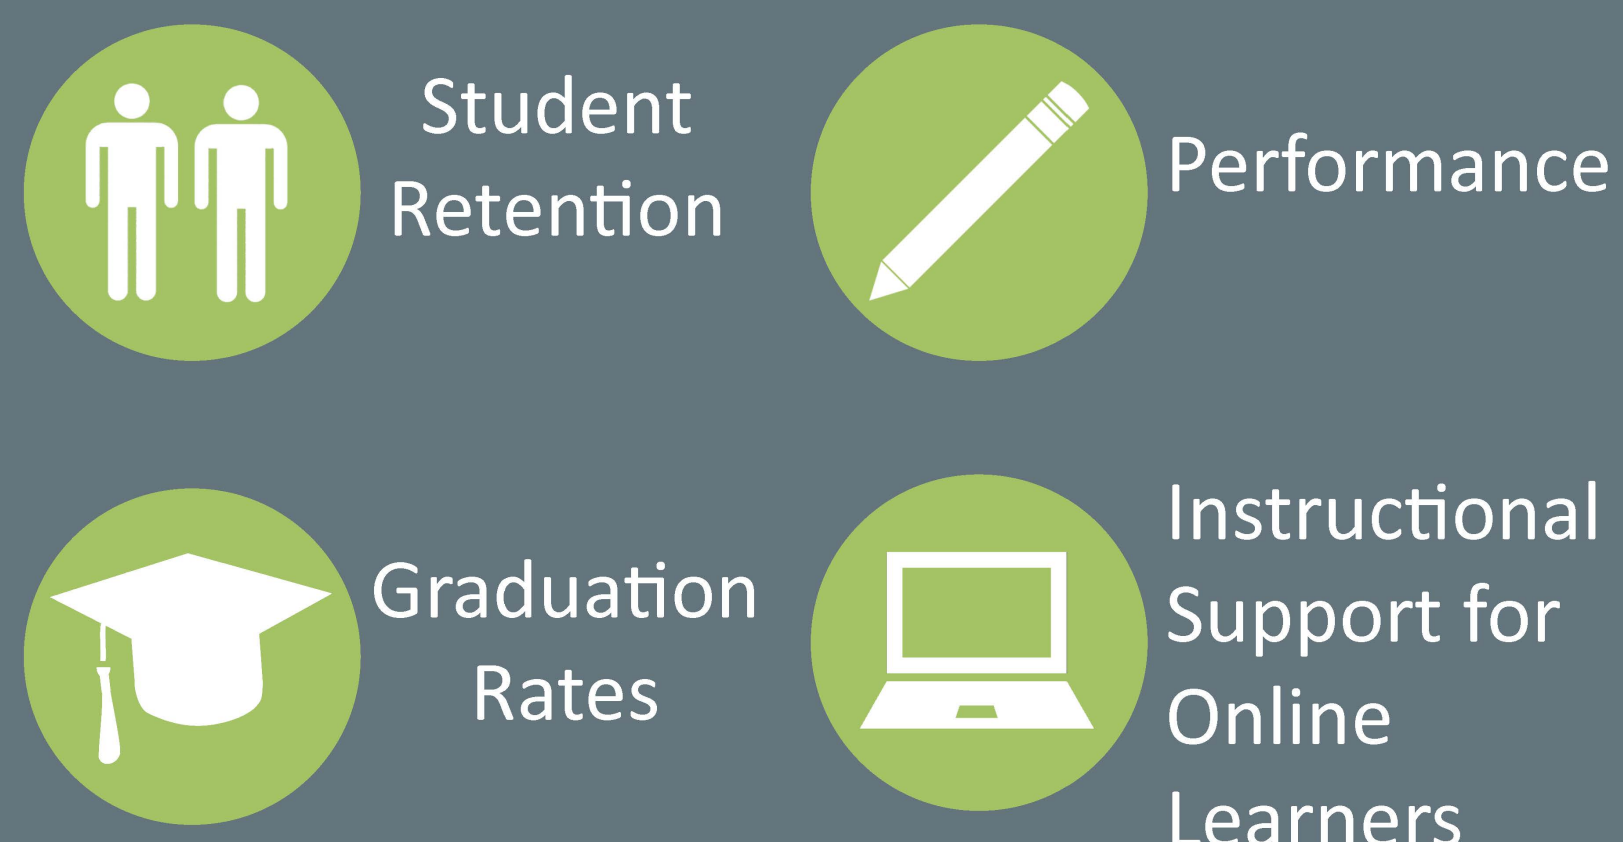 Student
Retention
Performance
Graduation
Rates
Instructional
Support for
Online
Learners